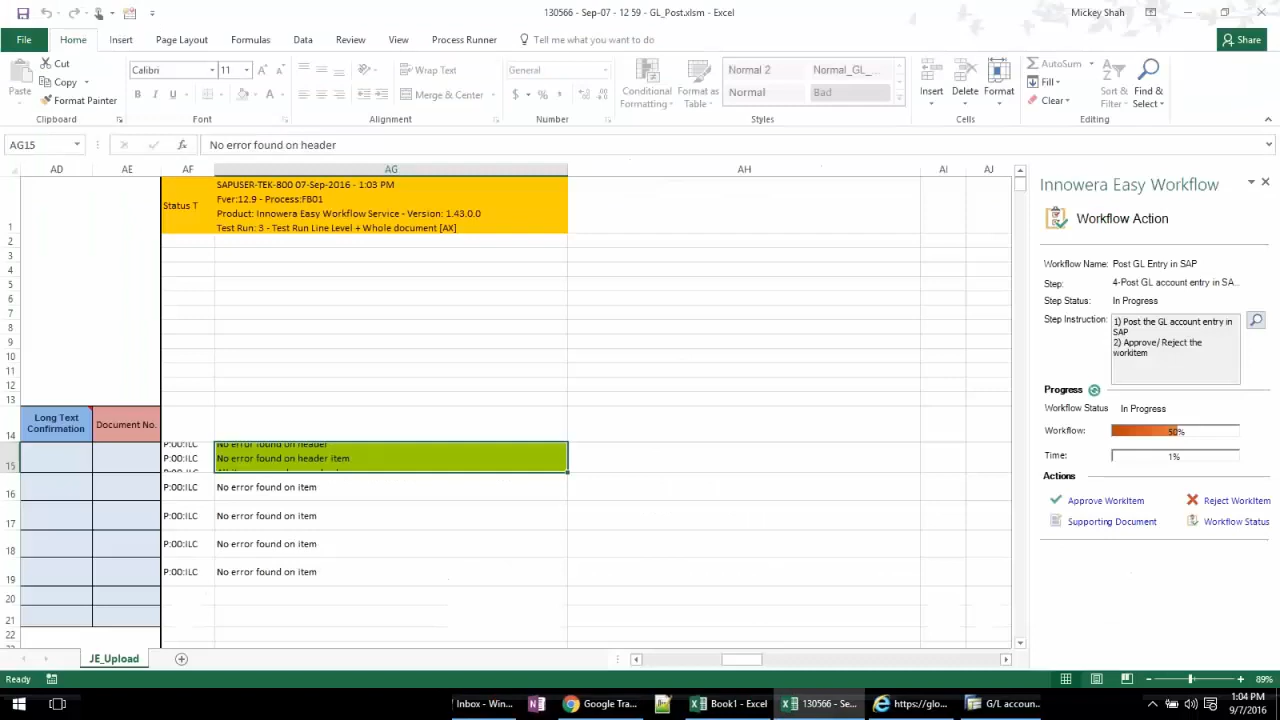 130566 - Sep-07 - 12 59 - GL_Post.xlsm - Excel
Mickey Shah
File
Home
Insert
Page Layout
Formulas
Data
Review
View
Process Runner
Tell me what you want to do
Share
Paste
Cut
Copy
Format Painter
Clipboard
Calibri
11
B I U
Font
Wrap Text
Merge & Center
Alignment
General
$ % ,
Number
Conditional
Formatting
Format as
Table
Normal 2
Normal_GL_...
Normal
Bad
Styles
Insert
Delete
Format
Cells
AutoSum
Fill
Clear
Sort &
Filter
Find &
Select
Editing
AG15
fx
No error found on header
AD
AE
AF
AG
AH
AI
AJ
1
Status T
SAPUSER-TEK-800 07-Sep-2016 - 1:03 PM
Fver:12.9 - Process:FB01
Product: Innowera Easy Workflow Service - Version: 1.43.0.0
Test Run: 3 - Test Run Line Level + Whole document [AX]
2
3
4
5
6
7
8
9
10
11
12
13
14
Long Text
Confirmation
Document No.
15
P:00:ILC
No error found on header
P:00:ILC
No error found on header item
16
P:00:ILC
No error found on item
17
P:00:ILC
No error found on item
18
P:00:ILC
No error found on item
19
P:00:ILC
No error found on item
20
21
22
JE_Upload
Ready
89%
Innowera Easy Workflow
Workflow Action
Workflow Name: Post GL Entry in SAP
Step: 4-Post GL account entry in SA...
Step Status: In Progress
Step Instruction: 1) Post the GL account entry in
SAP
2) Approve/ Reject the
workitem
Progress
Workflow Status In Progress
Workflow: 50%
Time: 1%
Actions
Approve WorkItem
Reject WorkItem
Supporting Document
Workflow Status
Inbox - Win...
Google Tra...
Book1 - Excel
130566 - Se...
https://glo...
G/L accoun...
1:04 PM
9/7/2016